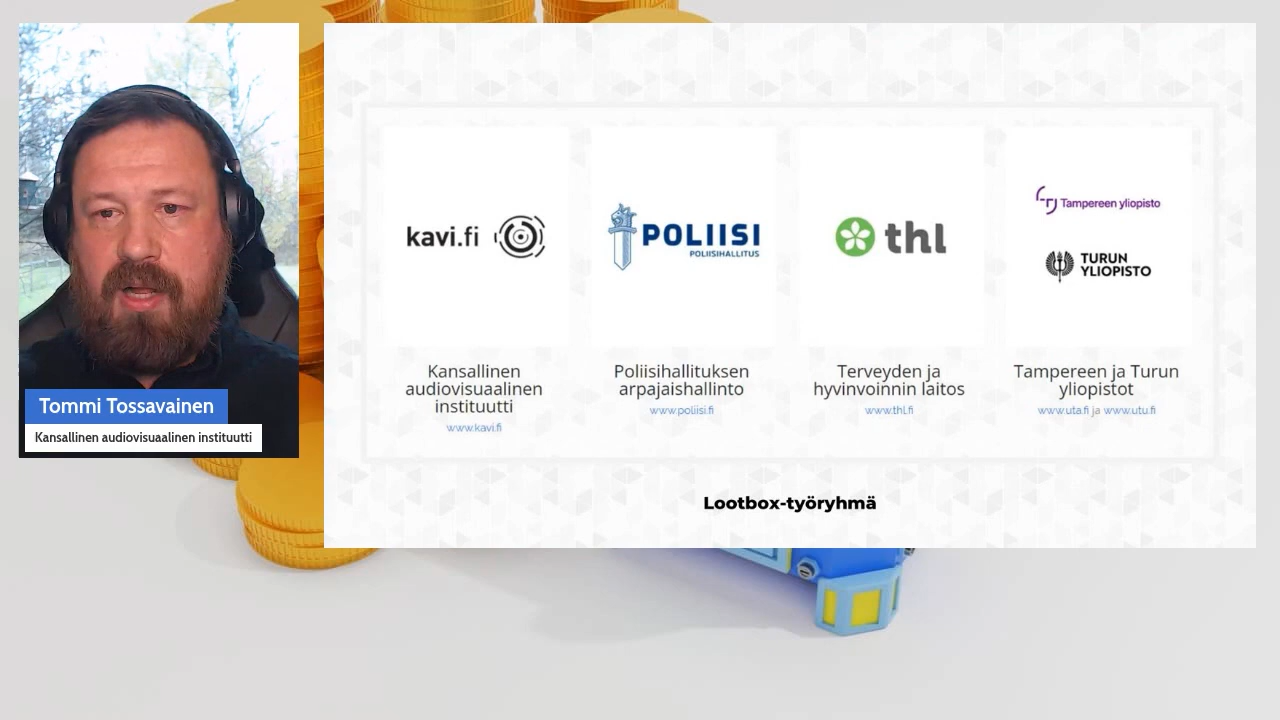 Tommi Tossavainen
Kansallinen audiovisuaalinen instituutti
kavi.fi
POLIISI
POLIISIHALLITUS
thl
Tampereen yliopisto
TURUN
YLIOPISTO
Kansallinen
audiovisuaalinen
instituutti
www.kavi.fi
Poliisihallituksen
arpajaishallinto
www.poliisi.fi
Terveyden ja
hyvinvoinnin laitos
www.thl.fi
Tampereen ja Turun
yliopistot
www.uta.fi ja www.utu.fi
Lootbox-työryhmä